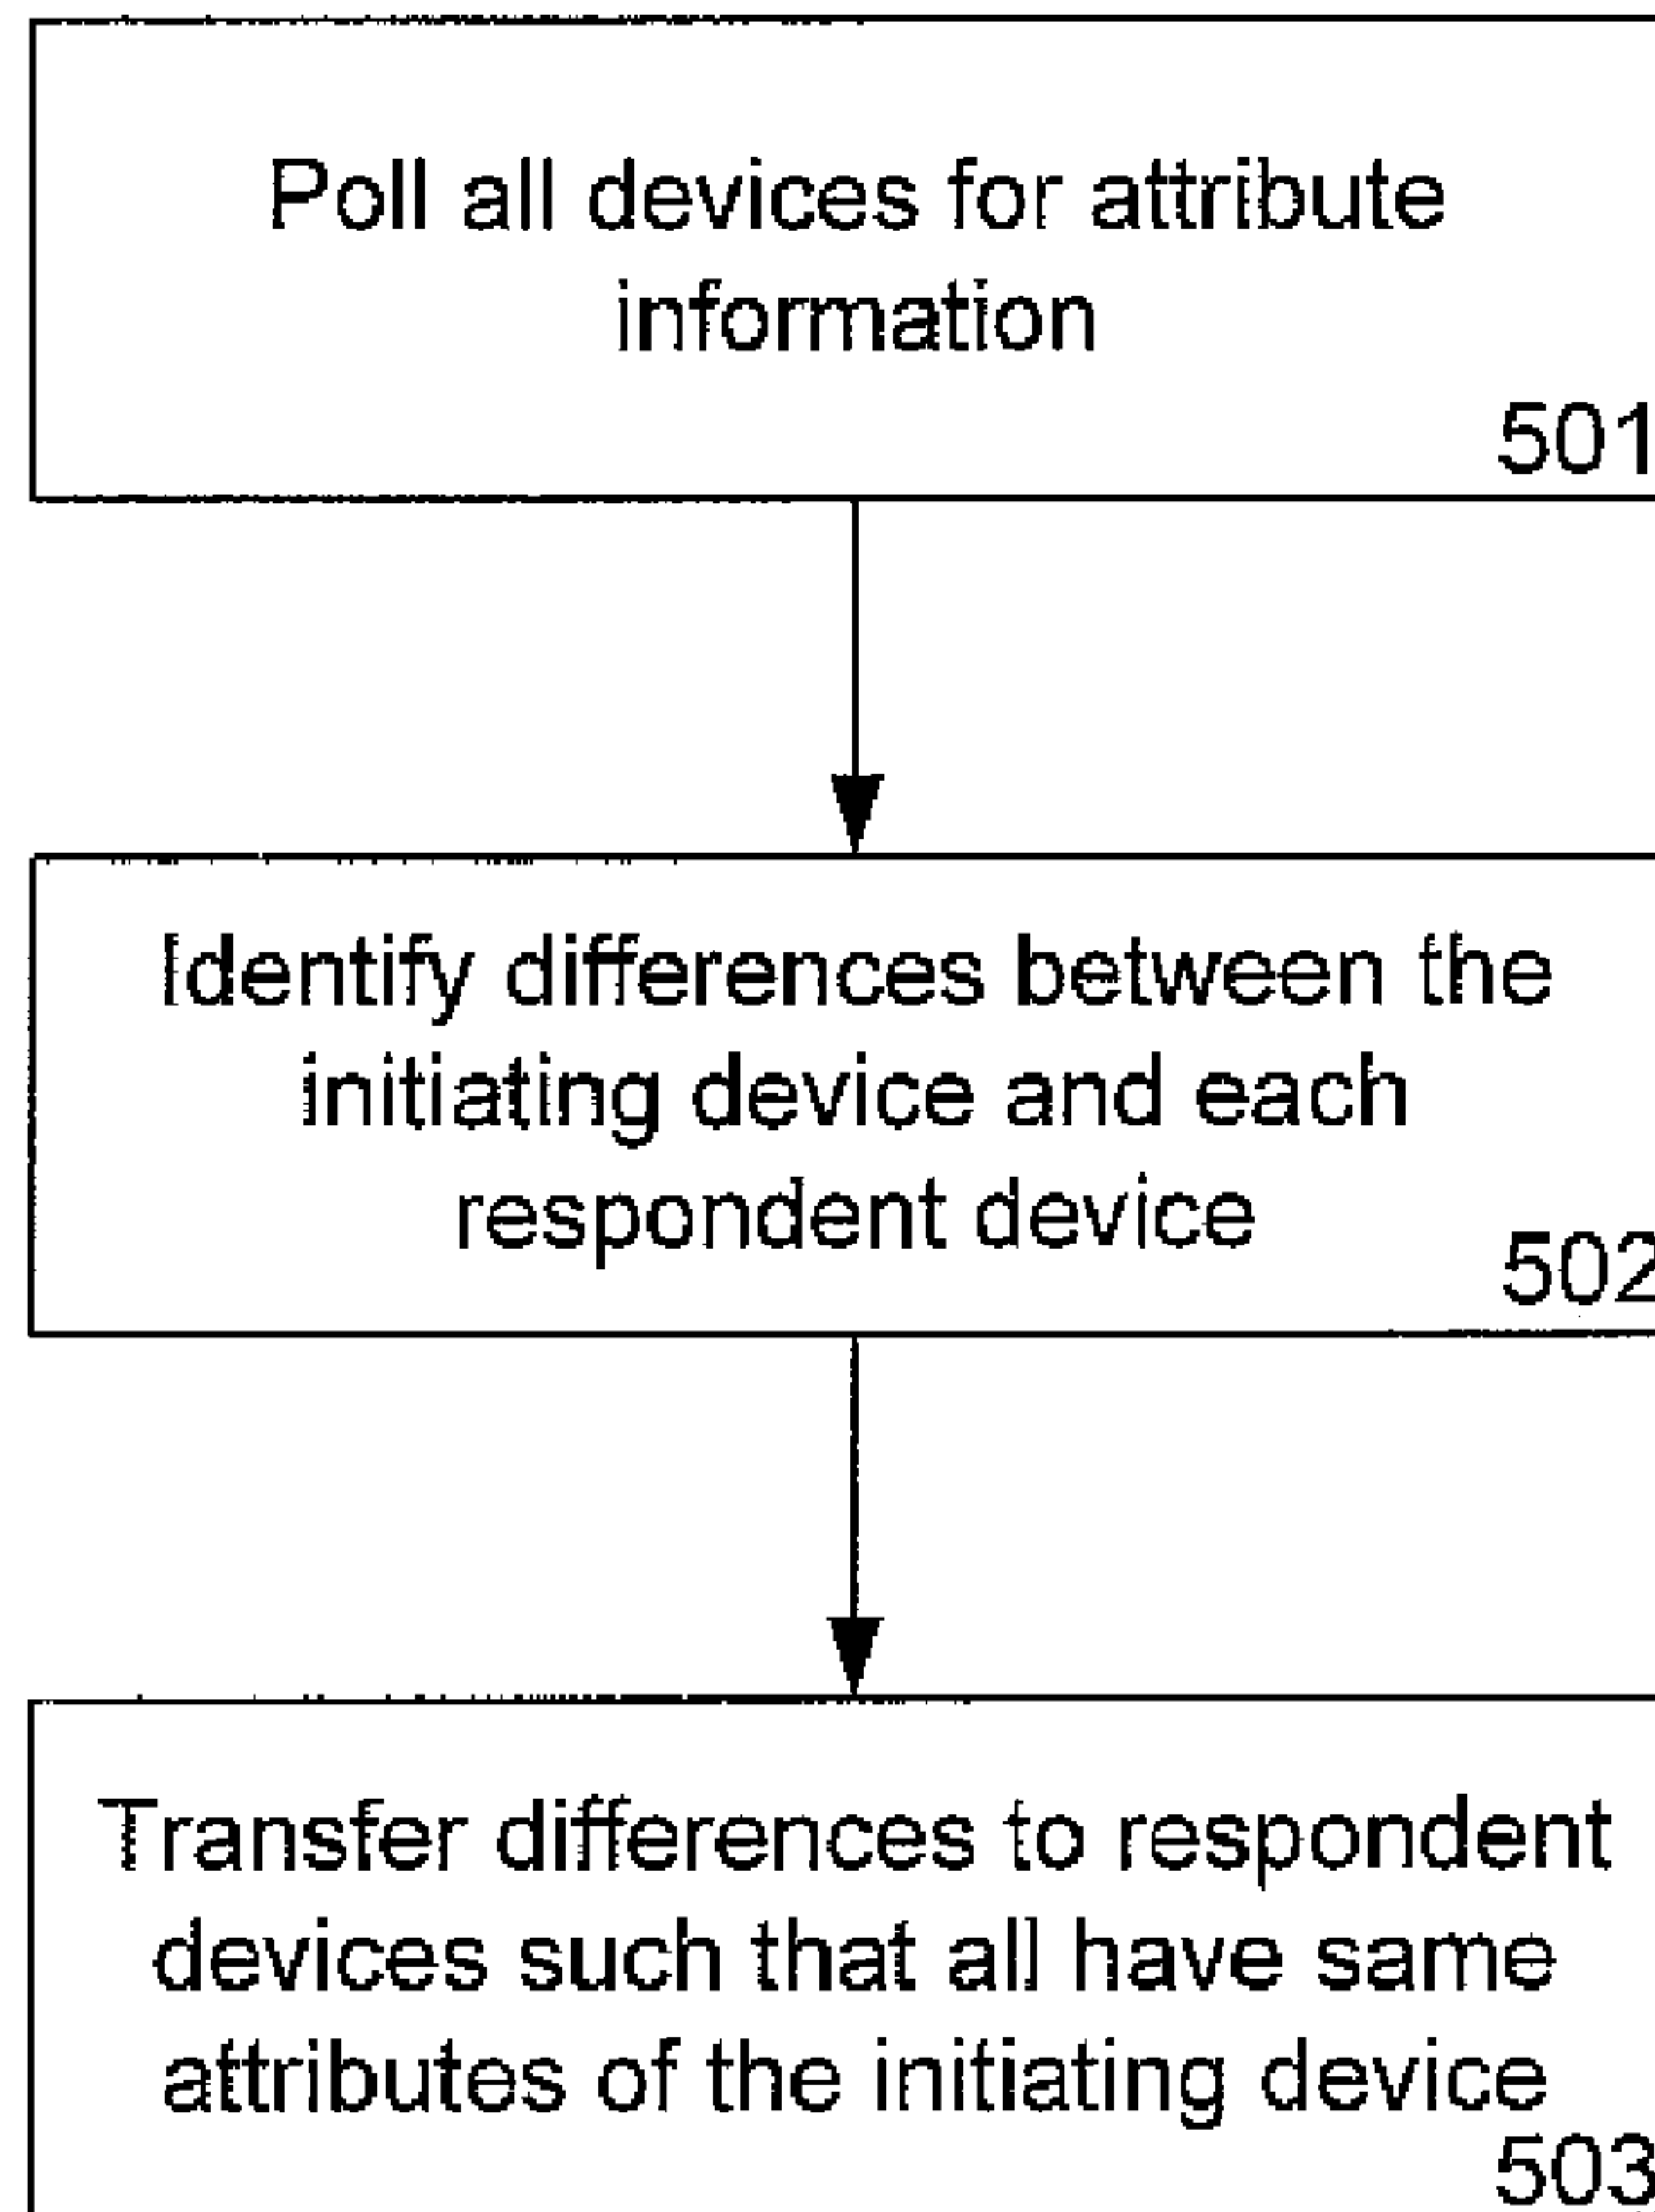 Poll all devices for attribute
information
501
Identify differences between the
initiating device and each
respondent device
502
Transfer differences to respondent
devices such that all have same
attributes of the initiating device
503